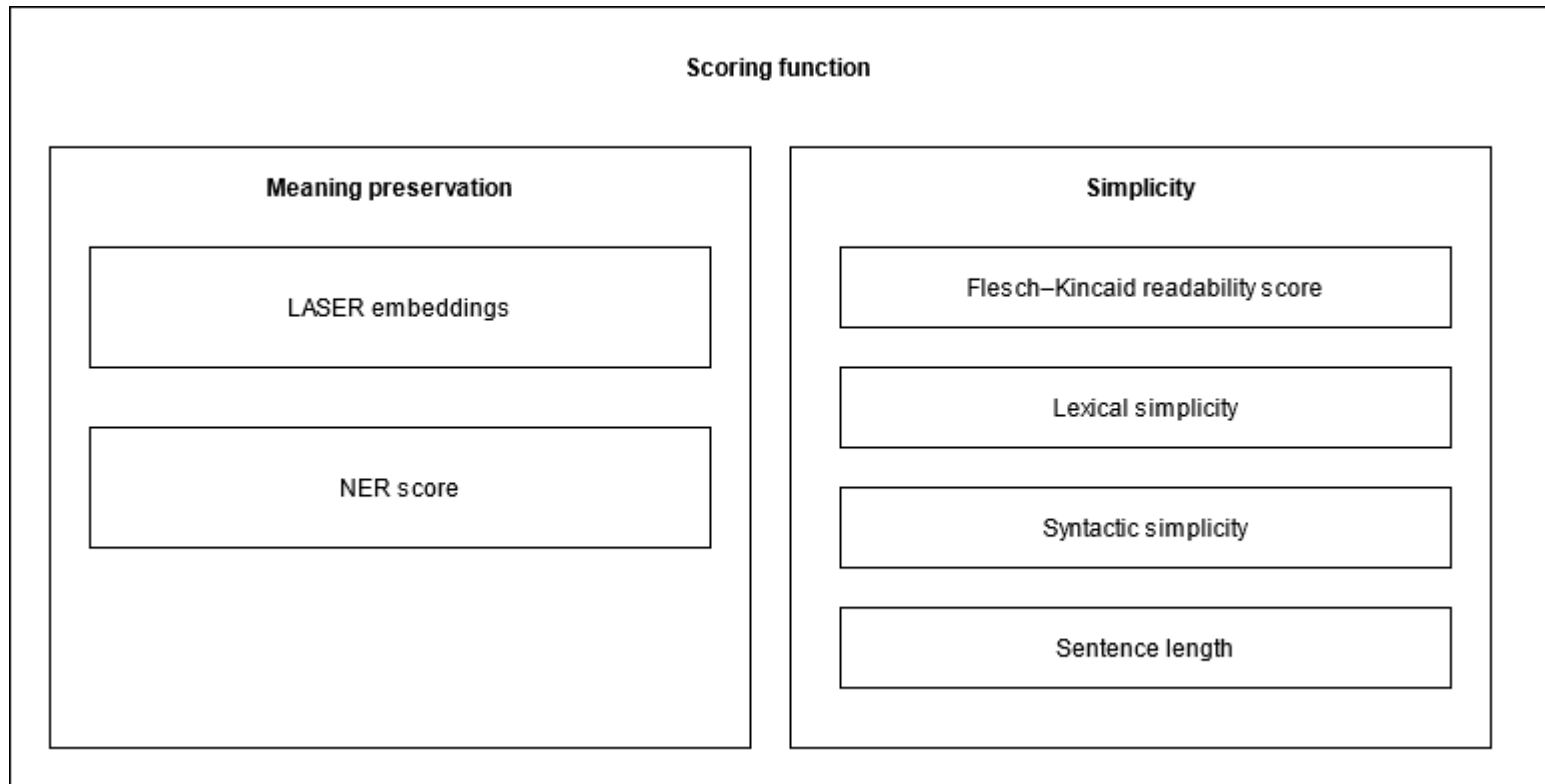 Scoring function
Meaning preservation
LASER embeddings
NER score
Simplicity
Flesch–Kincaid readability score
Lexical simplicity
Syntactic simplicity
Sentence length